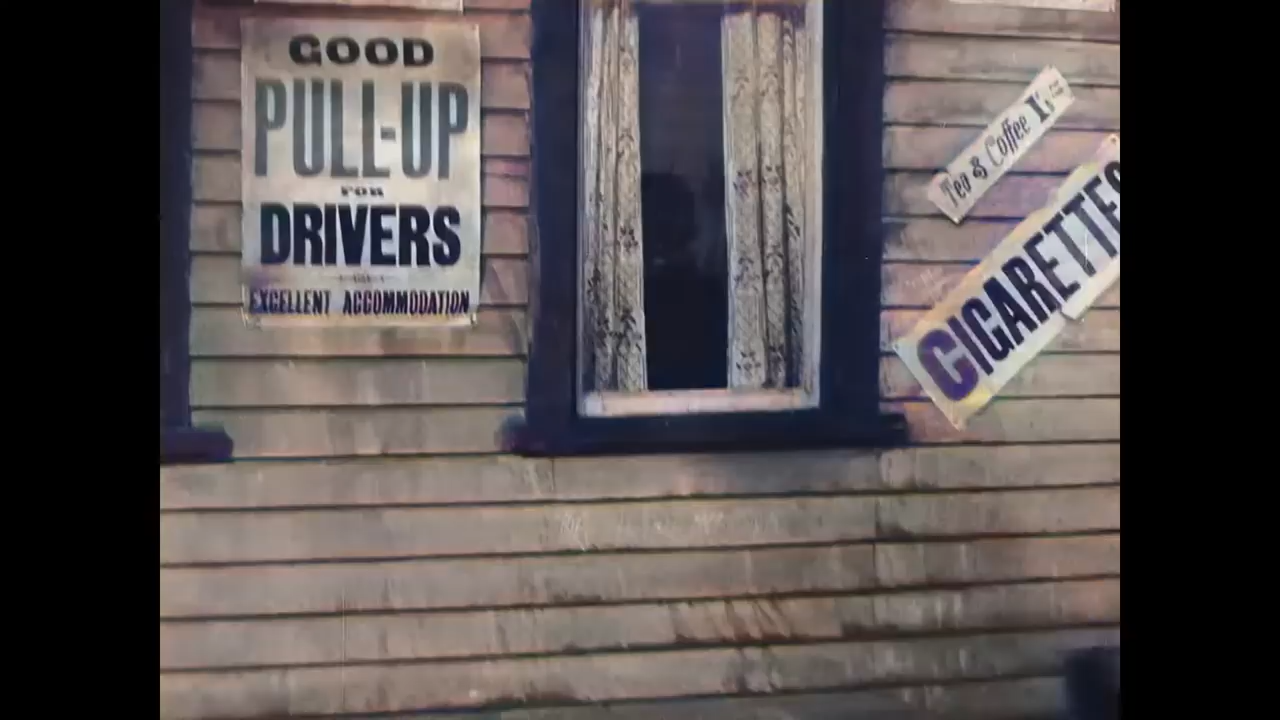 GOOD
PULL-UP
FOR
DRIVERS
EXCELLENT ACCOMMODATION
Tea & Coffee
CIGARETTES